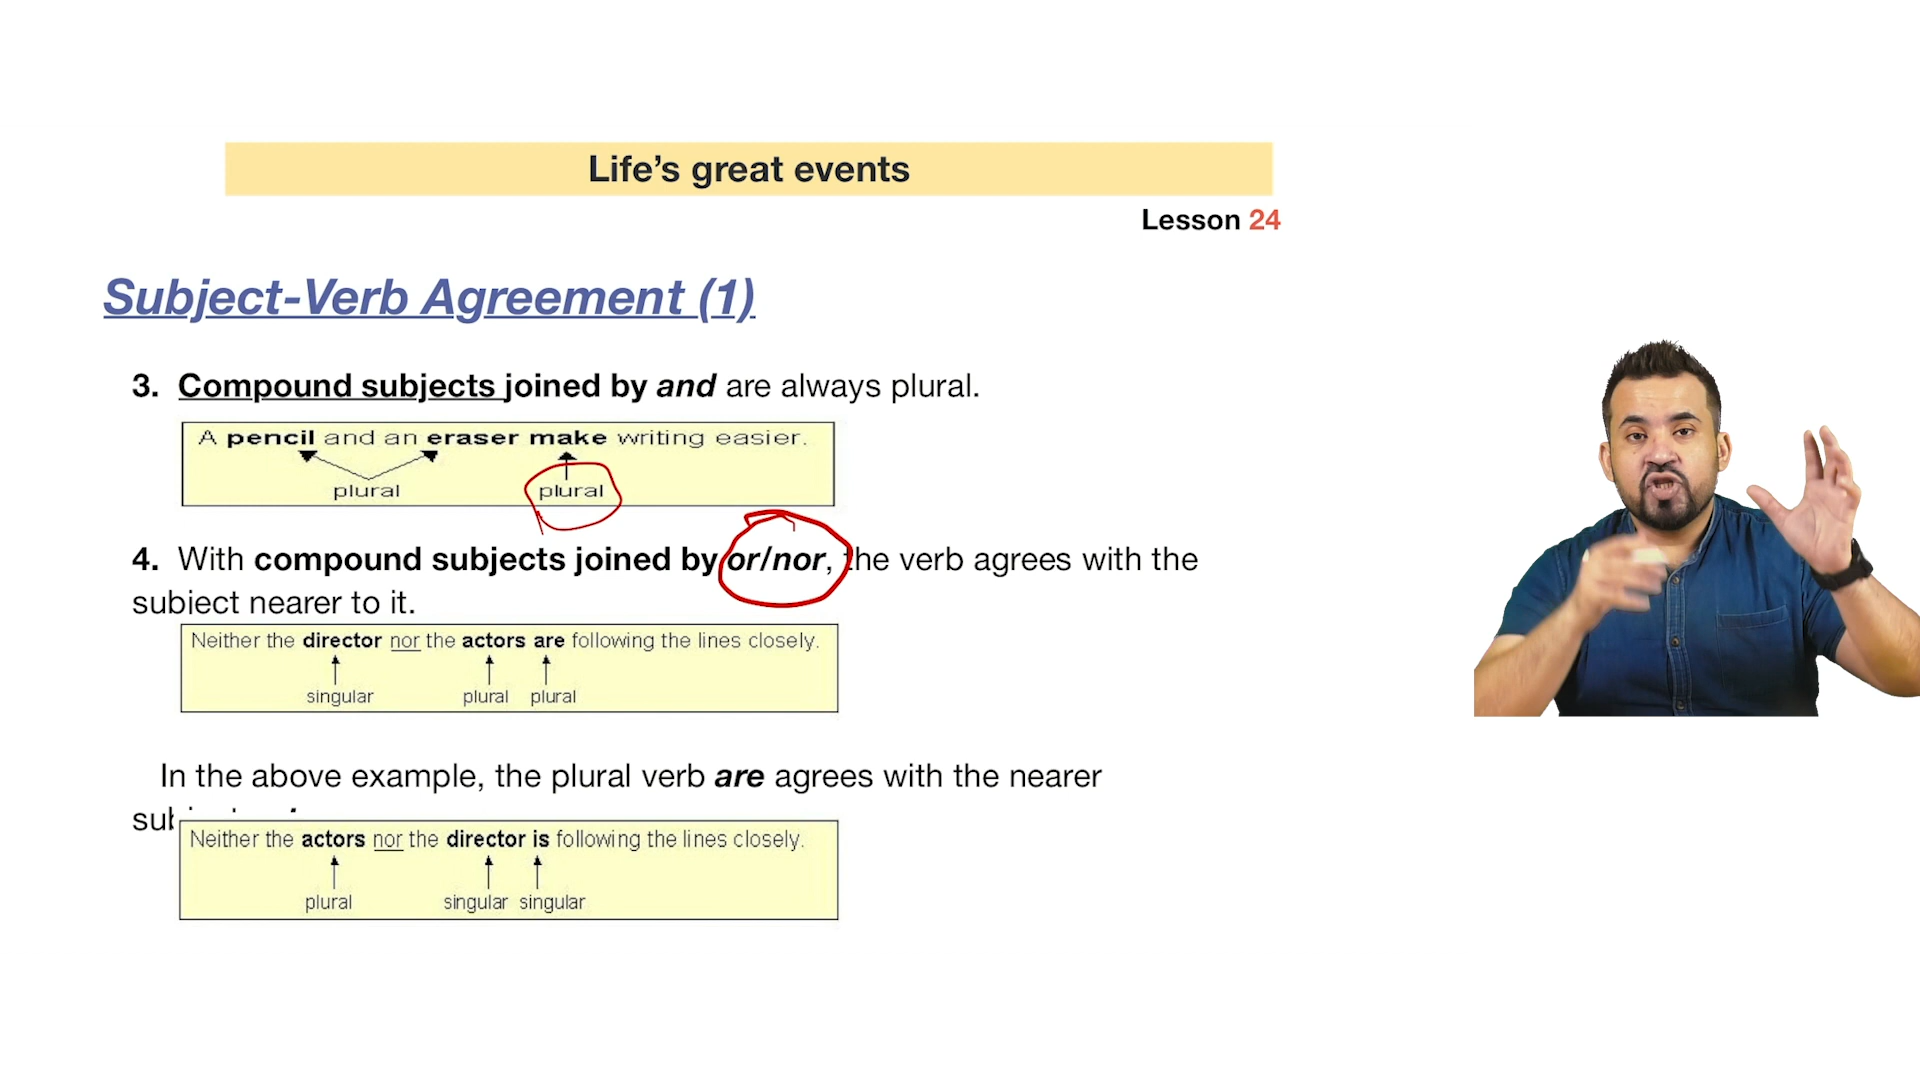 Life’s great events
Lesson 24
Subject-Verb Agreement (1)
3. Compound subjects joined by and are always plural.
A pencil and an eraser make writing easier.
plural plural
4. With compound subjects joined by or/nor, the verb agrees with the
subject nearer to it.
Neither the director nor the actors are following the lines closely.
singular plural plural
In the above example, the plural verb are agrees with the nearer
Neither the actors nor the director is following the lines closely.
plural singular singular